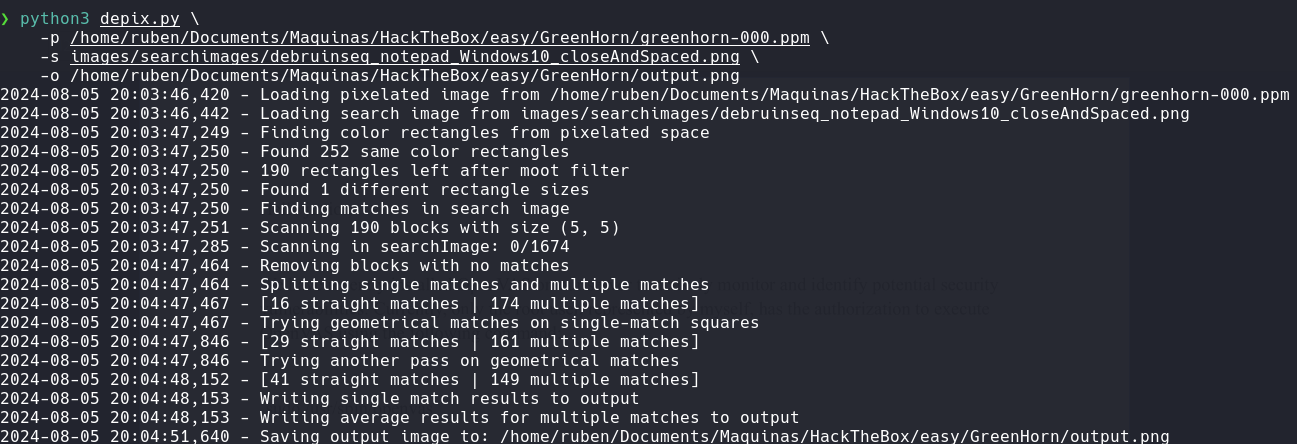 ❯ python3 depix.py \
    -p /home/ruben/Documents/Maquinas/HackTheBox/easy/GreenHorn/greenhorn-000.ppm \
    -s images/searchimages/debruinseq_notepad_Windows10_closeAndSpaced.png \
    -o /home/ruben/Documents/Maquinas/HackTheBox/easy/GreenHorn/output.png
2024-08-05 20:03:46,420 - Loading pixelated image from /home/ruben/Documents/Maquinas/HackTheBox/easy/GreenHorn/greenhorn-000.ppm
2024-08-05 20:03:46,442 - Loading search image from images/searchimages/debruinseq_notepad_Windows10_closeAndSpaced.png
2024-08-05 20:03:47,249 - Finding color rectangles from pixelated space
2024-08-05 20:03:47,250 - Found 252 same color rectangles
2024-08-05 20:03:47,250 - 190 rectangles left after moot filter
2024-08-05 20:03:47,250 - Found 1 different rectangle sizes
2024-08-05 20:03:47,250 - Finding matches in search image
2024-08-05 20:03:47,251 - Scanning 190 blocks with size (5, 5)
2024-08-05 20:03:47,285 - Scanning in searchImage: 0/1674
2024-08-05 20:04:47,464 - Removing blocks with no matches
2024-08-05 20:04:47,464 - Splitting single matches and multiple matches
monitor and identify potential security
2024-08-05 20:04:47,467 - [16 straight matches | 174 multiple matches]
myself, has the authorization to execute
2024-08-05 20:04:47,467 - Trying geometrical matches on single-match squares
2024-08-05 20:04:47,846 - [29 straight matches | 161 multiple matches]
2024-08-05 20:04:47,846 - Trying another pass on geometrical matches
2024-08-05 20:04:48,152 - [41 straight matches | 149 multiple matches]
2024-08-05 20:04:48,153 - Writing single match results to output
2024-08-05 20:04:48,153 - Writing average results for multiple matches to output
2024-08-05 20:04:51,640 - Saving output image to: /home/ruben/Documents/Maquinas/HackTheBox/easy/GreenHorn/output.png